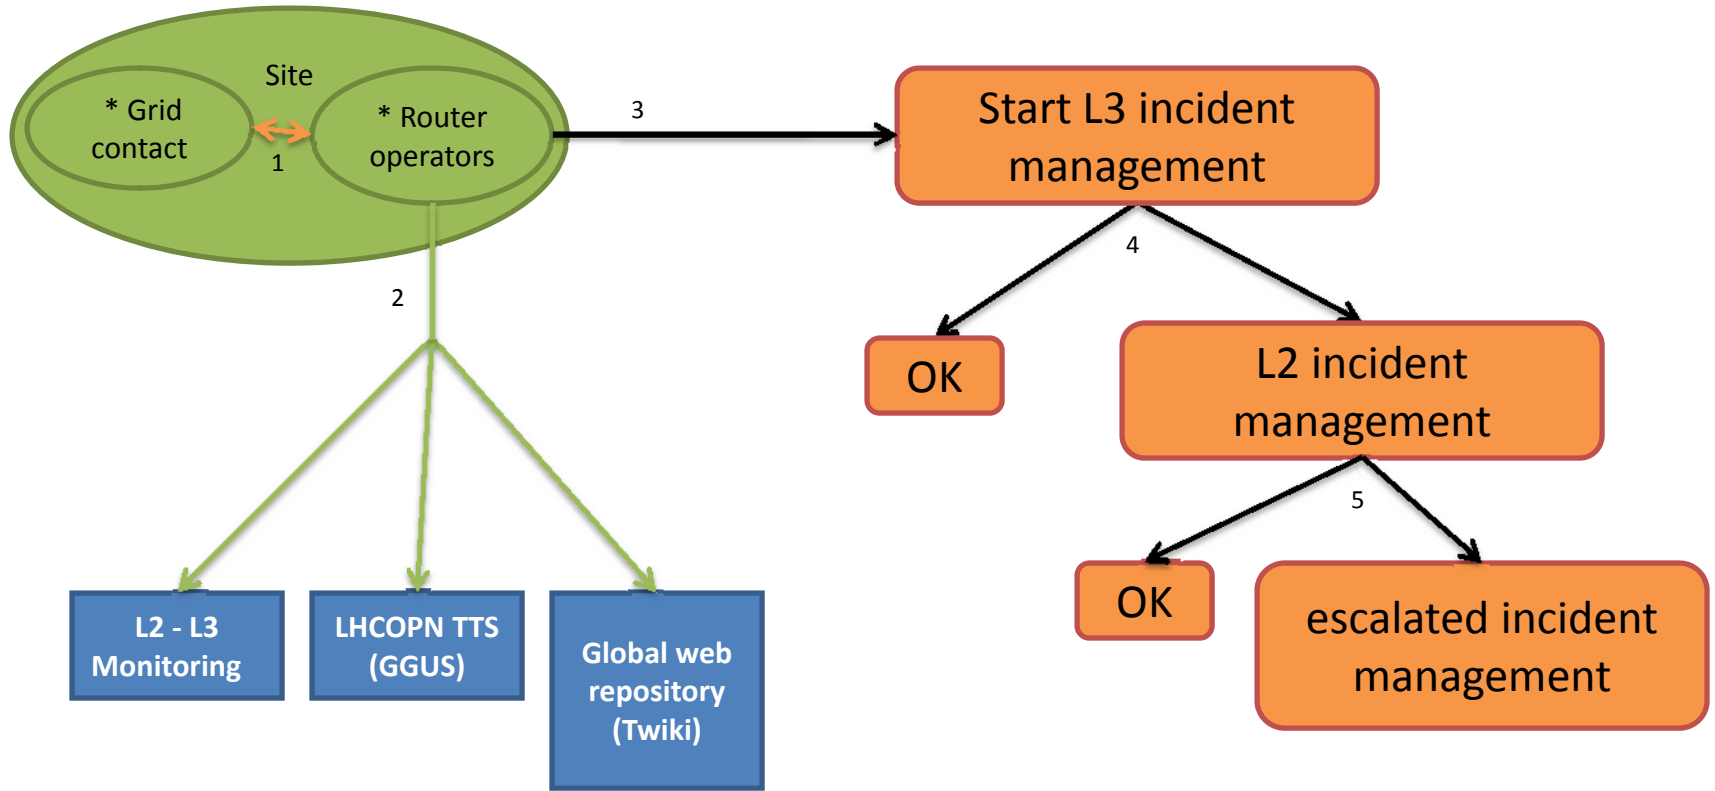 Site
* Grid
contact
1
* Router
operators
2
3
Start L3 incident
management
4
OK
L2 incident
management
5
OK
escalated incident
management
L2 - L3
Monitoring
LHCOPN TTS
(GGUS)
Global web
repository
(Twiki)